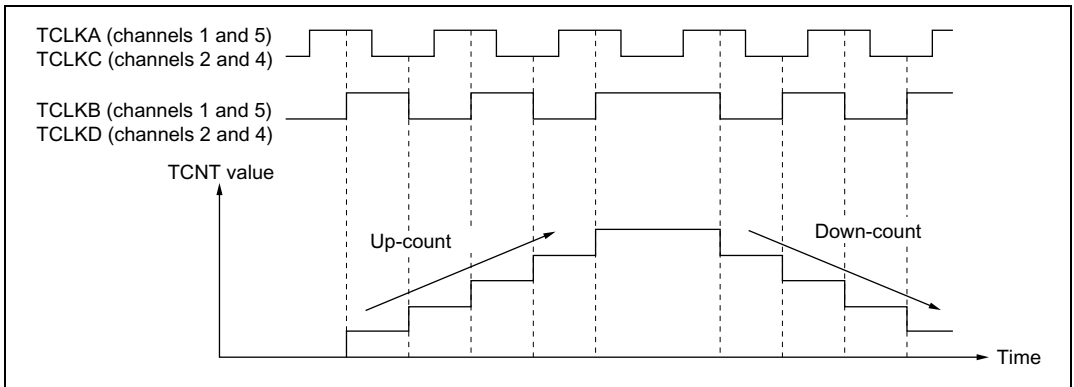 TCLKA (channels 1 and 5)
TCLKC (channels 2 and 4)
TCLKB (channels 1 and 5)
TCLKD (channels 2 and 4)
TCNT value
Up-count
Down-count
Time